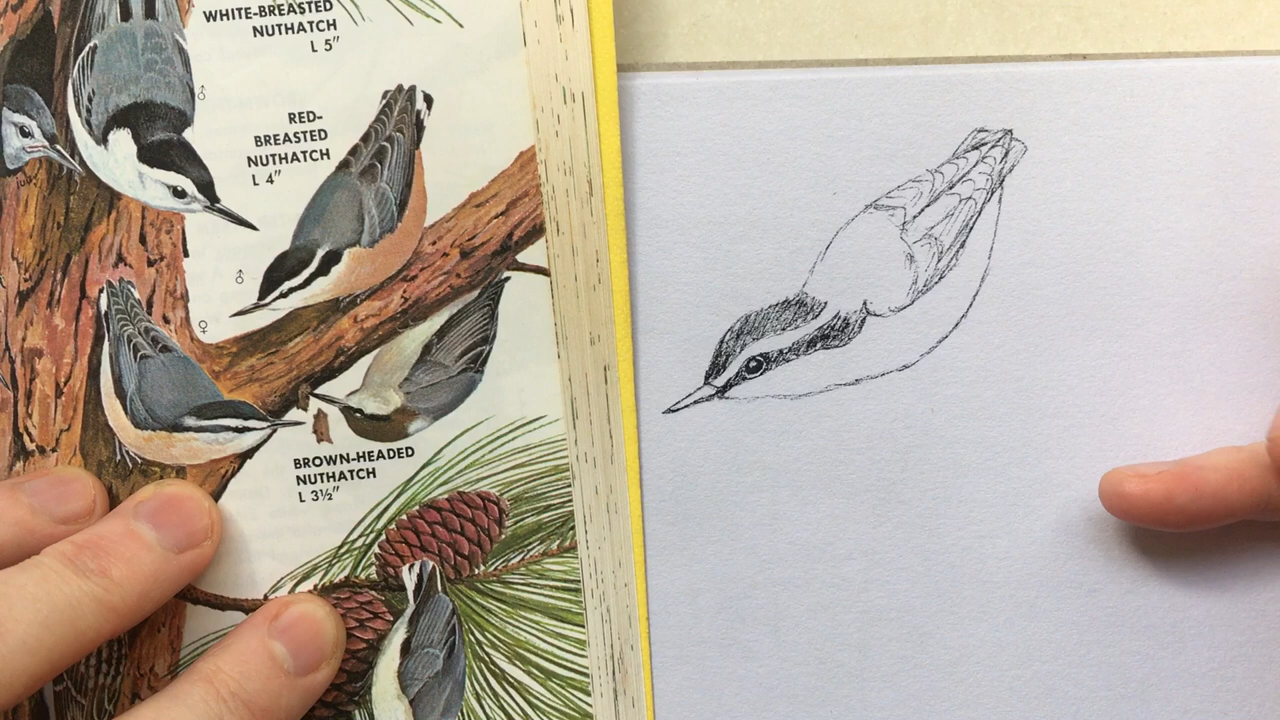 WHITE-BREASTED
NUTHATCH
L 5"
♂
RED-
BREASTED
NUTHATCH
L 4"
♂
♀
BROWN-HEADED
NUTHATCH
L 3½"